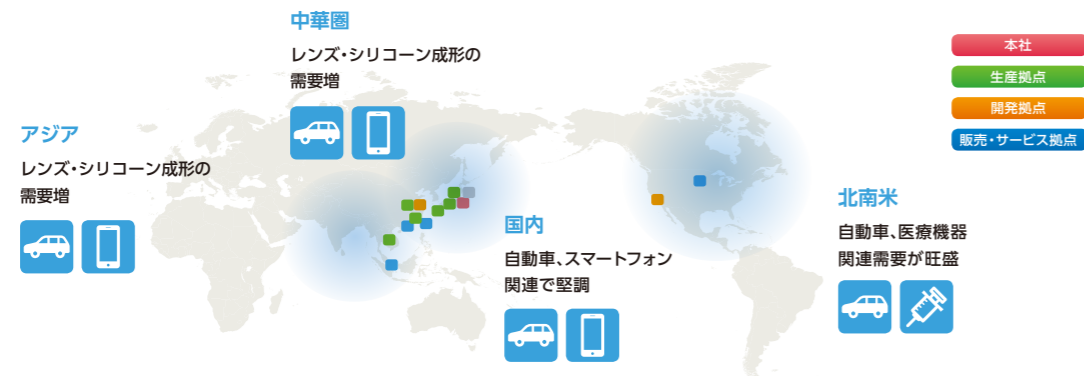 中華圏
レンズ・シリコーン成形の
需要増
アジア
レンズ・シリコーン成形の
需要増
国内
自動車、スマートフォン
関連で堅調
北南米
自動車、医療機器
関連需要が旺盛
本社
生産拠点
開発拠点
販売・サービス拠点